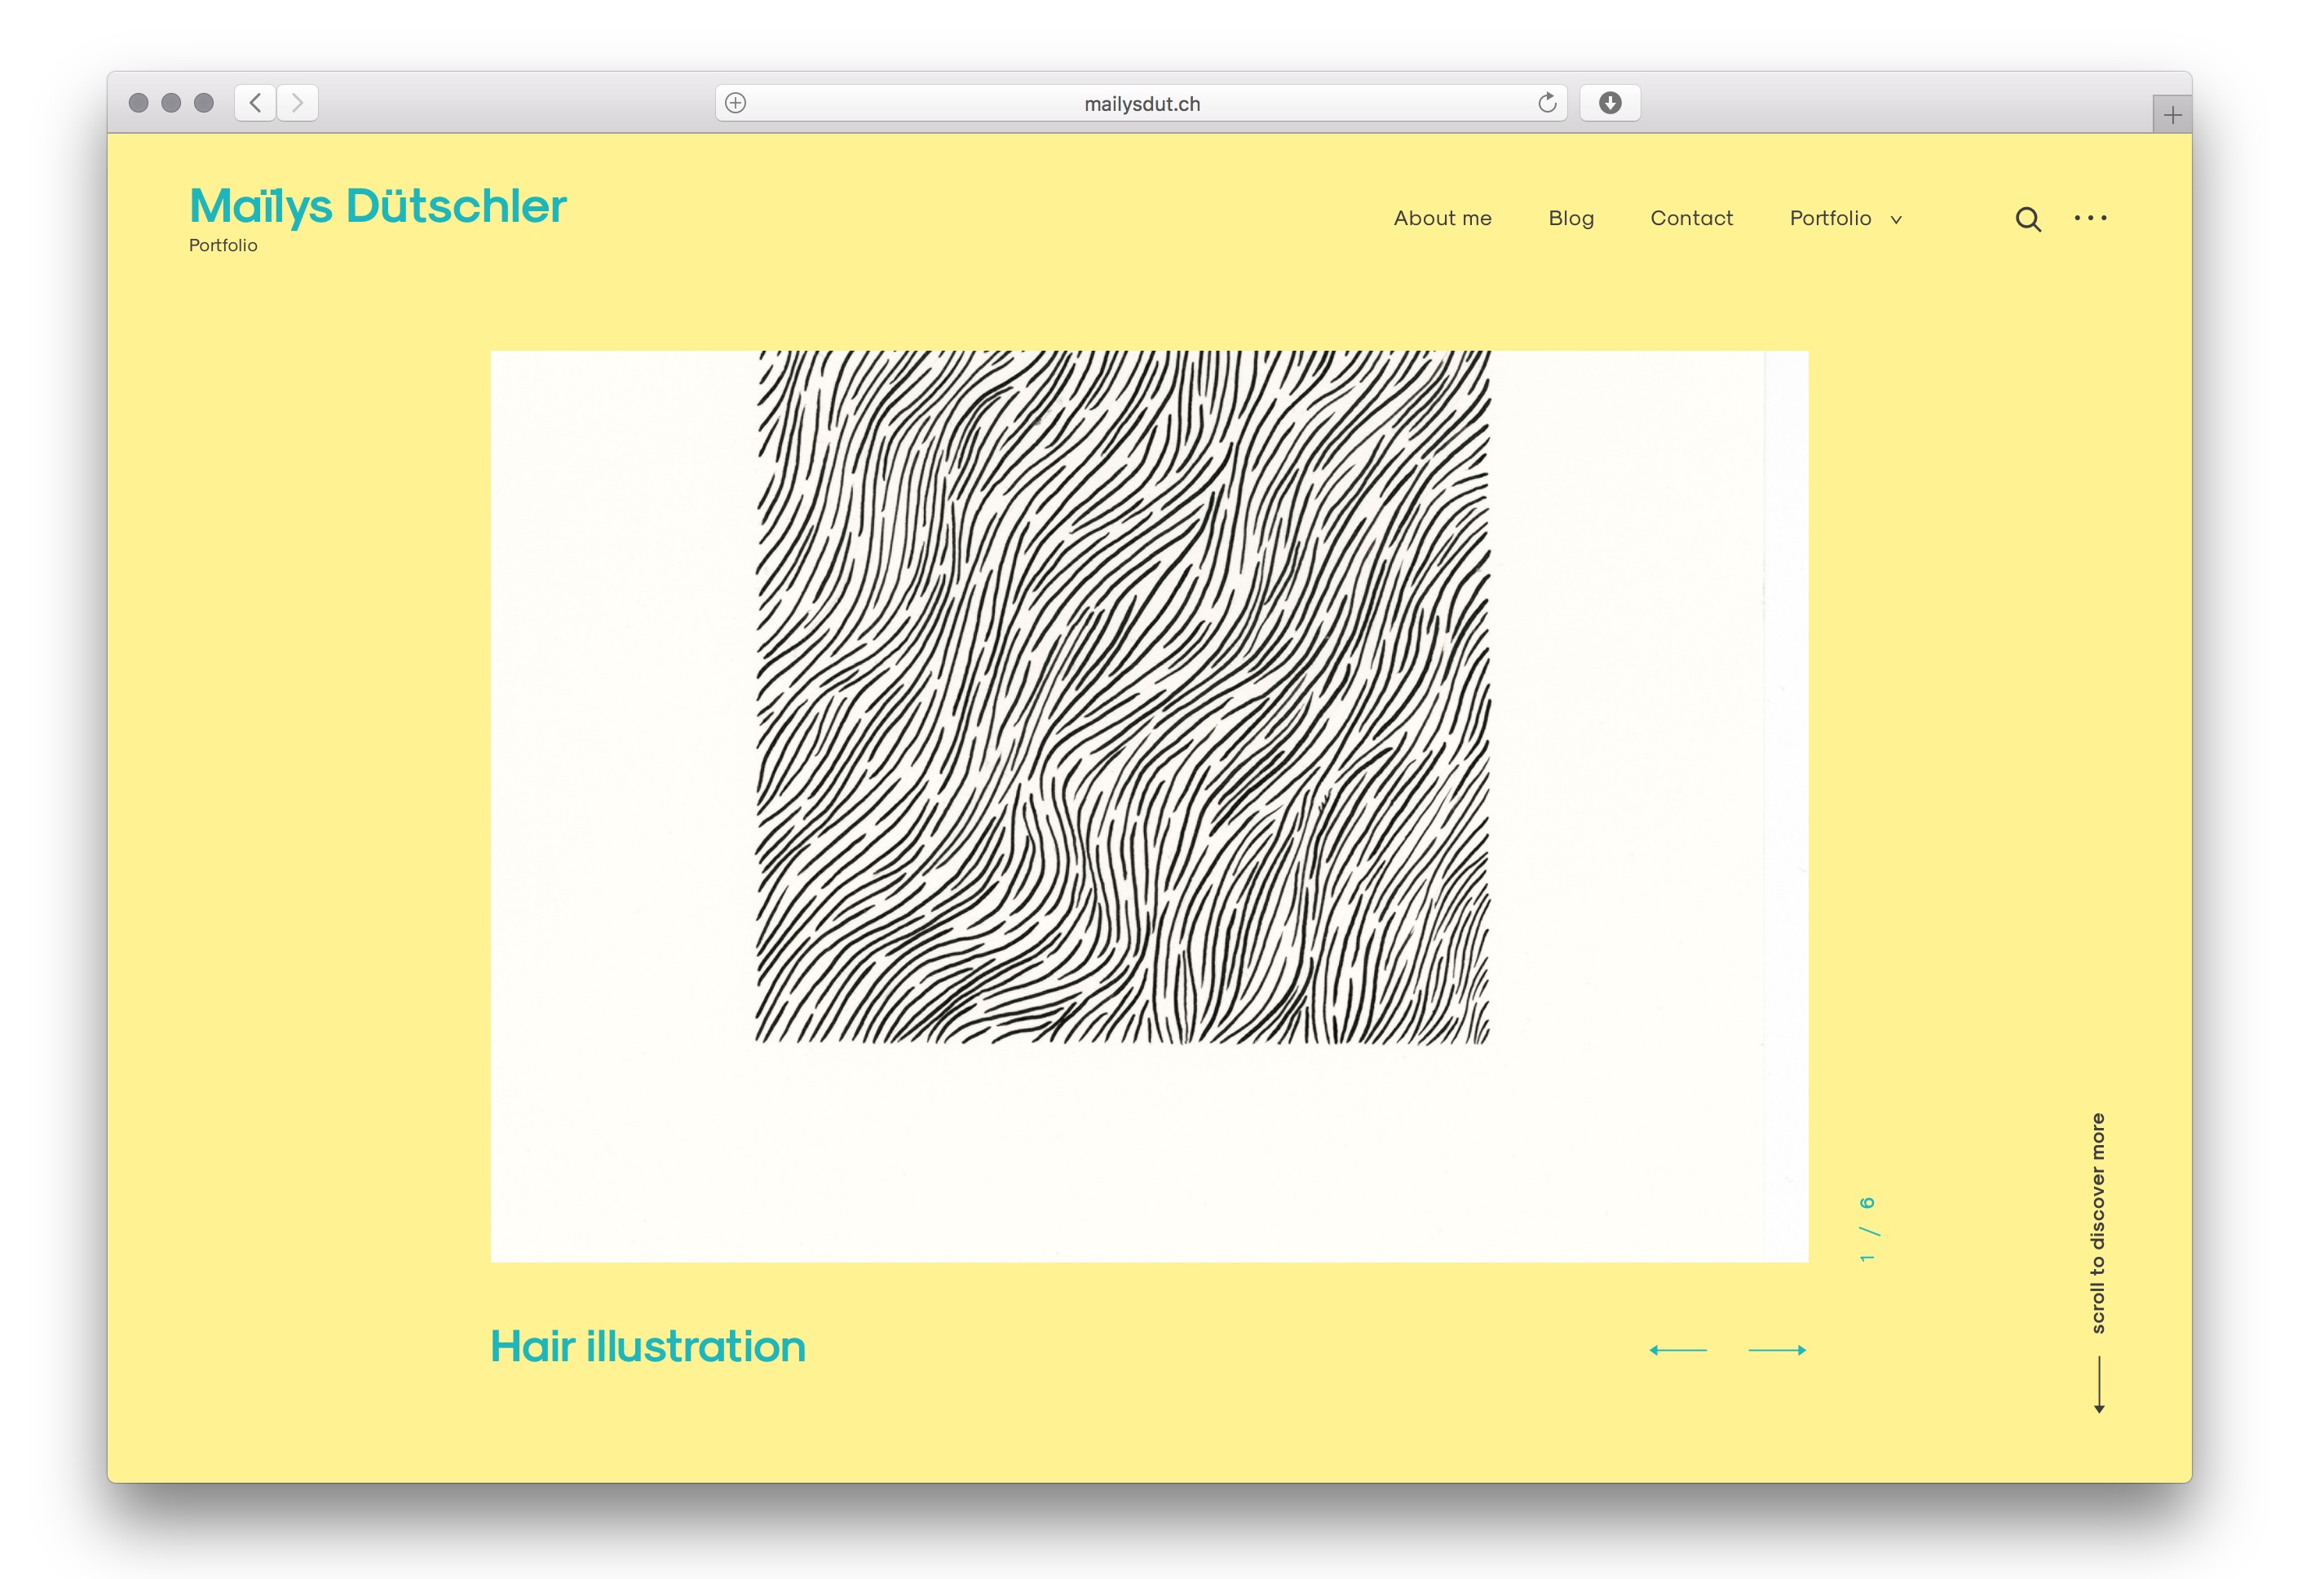 mailysdut.ch
Maïlys Dütschler
Portfolio
About me Blog Contact Portfolio
1 / 6
scroll to discover more
Hair illustration